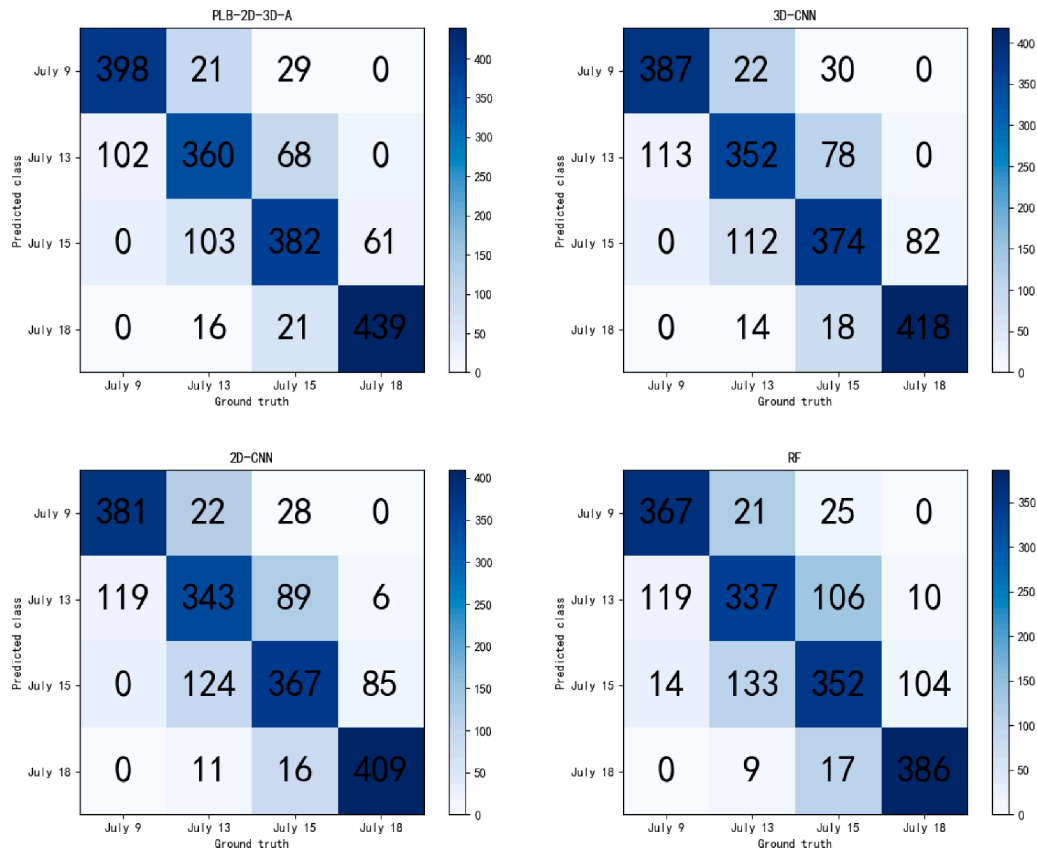 PLB-2D-3D-A
July 9
398 21 29 0
July 13
102 360 68 0
July 15
0 103 382 61
July 18
0 16 21 439
July 9 July 13 July 15 July 18
Ground truth
Predicted class
400
350
300
250
200
150
100
50
0
3D-CNN
July 9
387 22 30 0
July 13
113 352 78 0
July 15
0 112 374 82
July 18
0 14 18 418
July 9 July 13 July 15 July 18
Ground truth
Predicted class
400
350
300
250
200
150
100
50
0
2D-CNN
July 9
381 22 28 0
July 13
119 343 89 6
July 15
0 124 367 85
July 18
0 11 16 409
July 9 July 13 July 15 July 18
Ground truth
Predicted class
400
350
300
250
200
150
100
50
0
RF
July 9
367 21 25 0
July 13
119 337 106 10
July 15
14 133 352 104
July 18
0 9 17 386
July 9 July 13 July 15 July 18
Ground truth
Predicted class
350
300
250
200
150
100
50
0